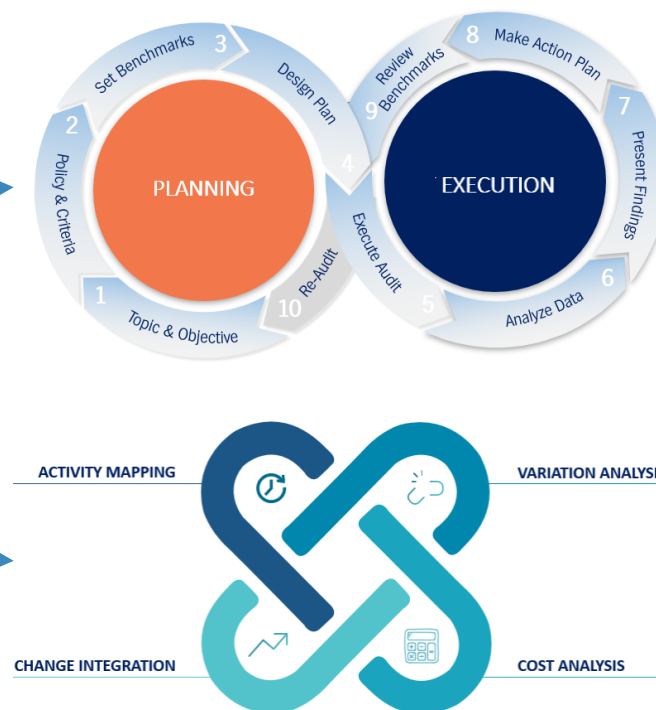 3
Set Benchmarks
Design Plan
2
Policy & Criteria
PLANNING
4
1
Topic & Objective
10
Re-Audit
8
Make Action Plan
Review
Benchmarks
9
7
EXECUTION
Present Findings
Execute Audit
5
6
Analyze Data
ACTIVITY MAPPING
VARIATION ANALYSI
CHANGE INTEGRATION
COST ANALYSIS